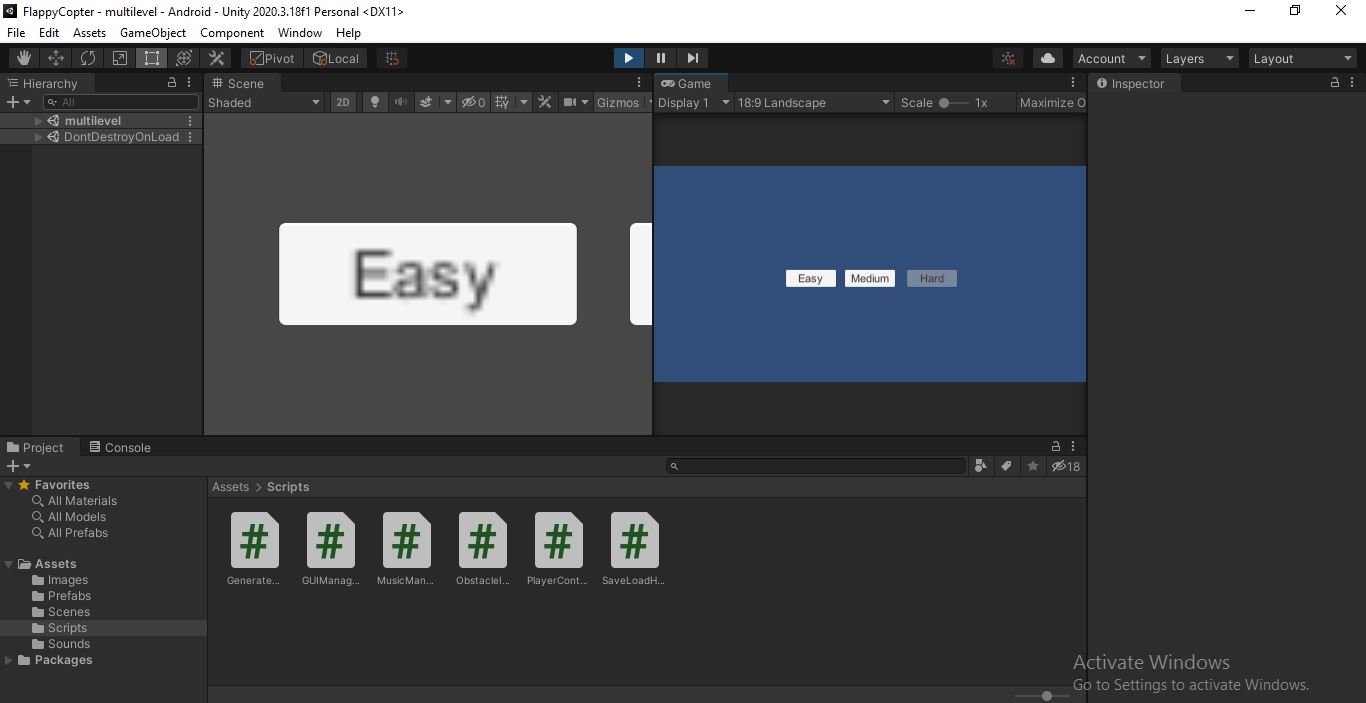 FlappyCopter - multilevel - Android - Unity 2020.3.18f1 Personal <DX11>
File Edit Assets GameObject Component Window Help
Pivot Local Account Layers Layout
Hierarchy Scene Game Inspector
All Shaded 2D 0 Gizmos Display 1 18:9 Landscape Scale 1x Maximize O
multilevel
DontDestroyOnLoad
Easy
Easy Medium Hard
Project Console
18
Favorites
All Materials
All Models
All Prefabs
Assets
Images
Prefabs
Scenes
Scripts
Sounds
Packages
Assets > Scripts
# # # # # #
Generate... GUIManag... MusicMan... ObstacleI... PlayerCont... SaveLoadH...
Activate Windows
Go to Settings to activate Windows.